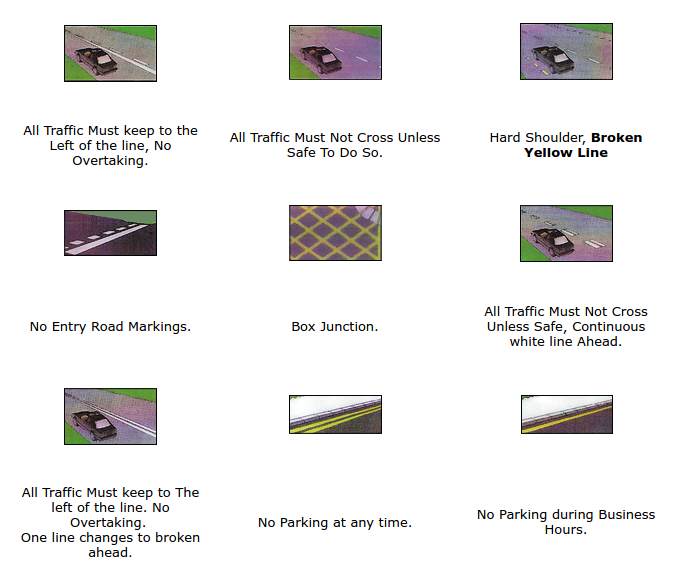 All Traffic Must keep to the
Left of the line, No
Overtaking.
All Traffic Must Not Cross Unless
Safe To Do So.
Hard Shoulder, Broken
Yellow Line
No Entry Road Markings.
Box Junction.
All Traffic Must Not Cross
Unless Safe, Continuous
white line Ahead.
All Traffic Must keep to The
left of the line. No
Overtaking.
One line changes to broken
ahead.
No Parking at any time.
No Parking during Business
Hours.